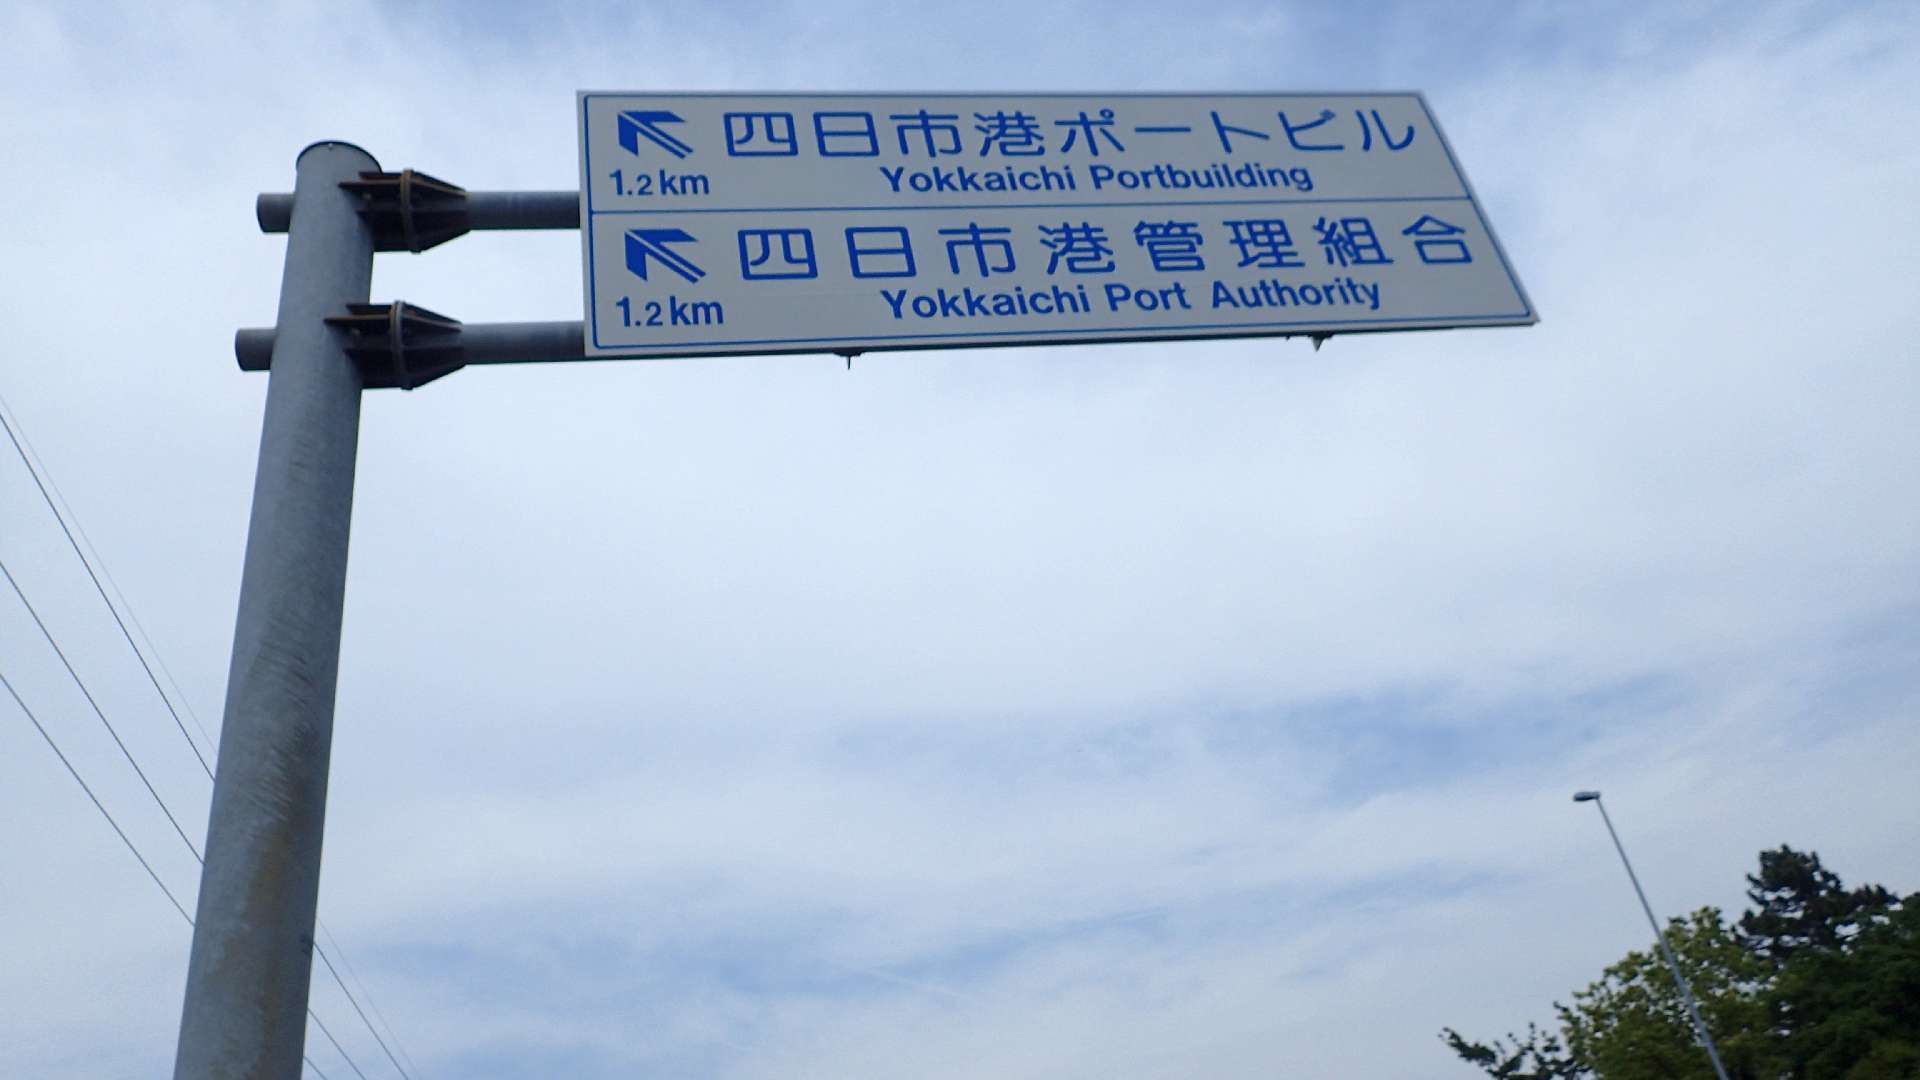 四日市港ポートビル
1.2km Yokkaichi Portbuilding
四日市港管理組合
1.2km Yokkaichi Port Authority